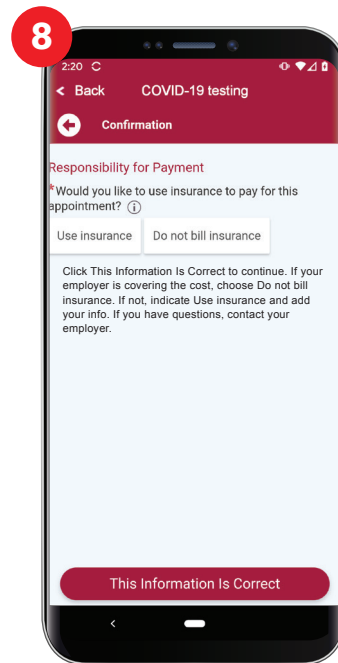 8
2:20
< Back COVID-19 testing
Confirmation
Responsibility for Payment
*Would you like to use insurance to pay for this
appointment? i
Use insurance Do not bill insurance
Click This Information Is Correct to continue. If your
employer is covering the cost, choose Do not bill
insurance. If not, indicate Use insurance and add
your info. If you have questions, contact your
employer.
This Information Is Correct